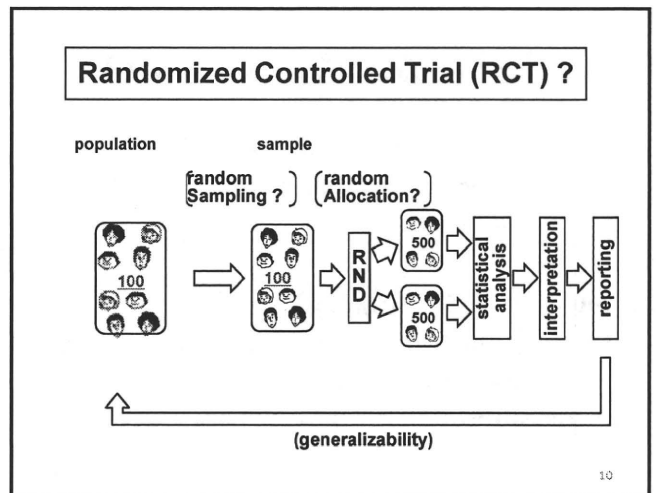 Randomized Controlled Trial (RCT) ?
population
sample
fandom
Sampling ?
random
Allocation?
100
100
RND
500
500
statistical
analysis
interpretation
reporting
(generalizability)
10